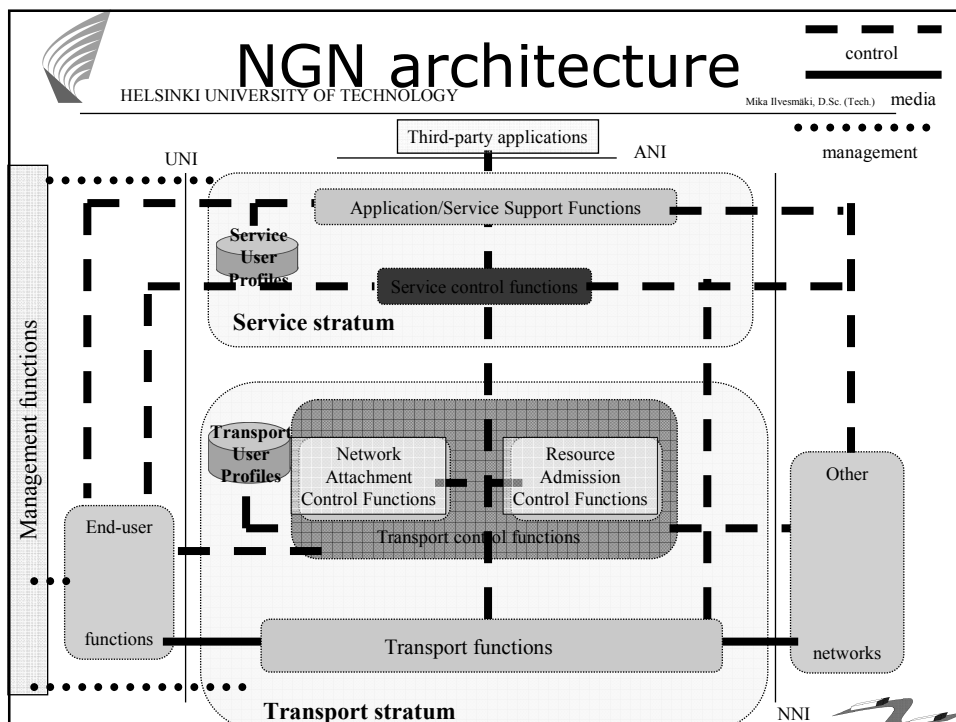 NGN architecture
control
HELSINKI UNIVERSITY OF TECHNOLOGY
Mika Ilvesmäki, D.Sc. (Tech.)
media
management
Third-party applications
UNI
ANI
Application/Service Support Functions
Service
User
Profiles
Service control functions
Service stratum
Management functions
Transport
User
Profiles
Network
Attachment
Control Functions
Resource
Admission
Control Functions
Transport control functions
End-user
functions
Other
networks
Transport functions
Transport stratum
NNI